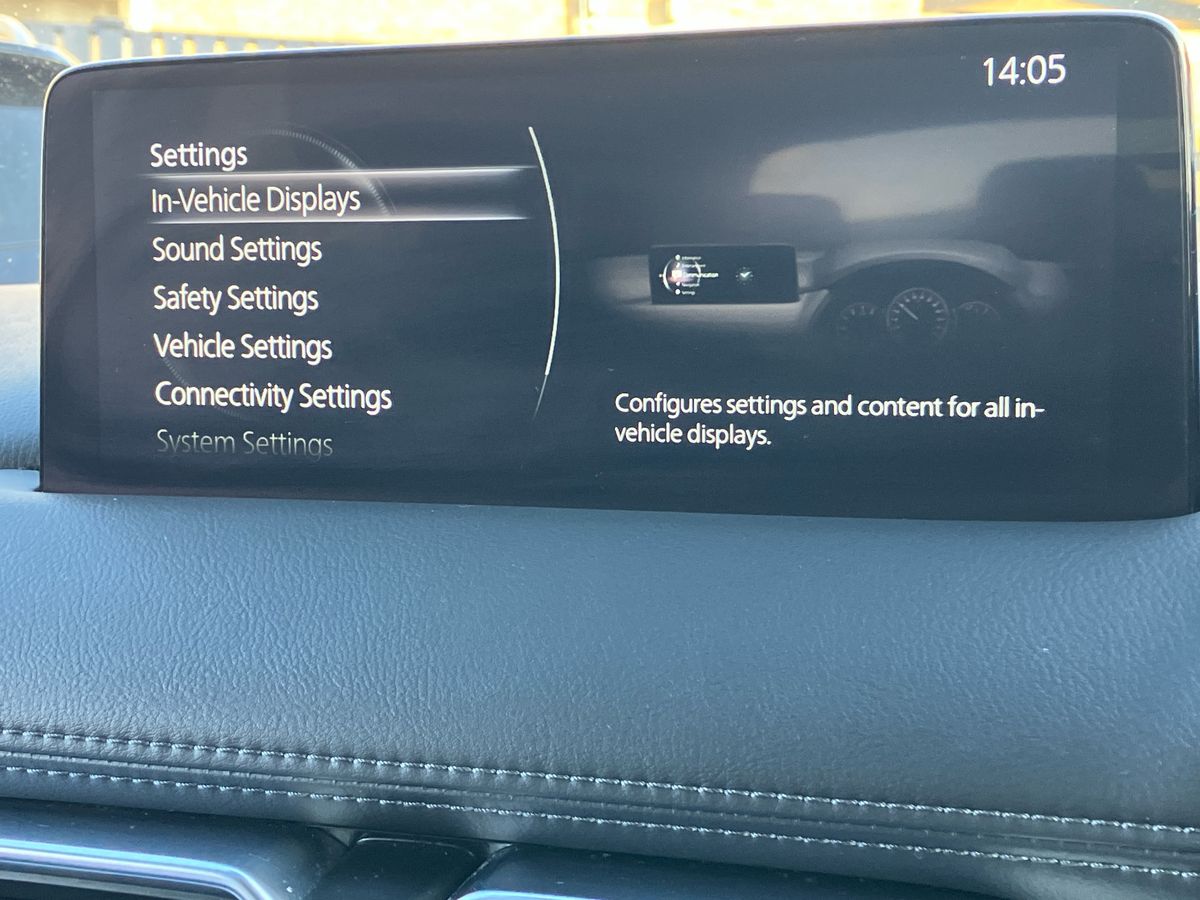 14:05
Settings
In-Vehicle Displays
Sound Settings
Safety Settings
Vehicle Settings
Connectivity Settings
System Settings
Communication
Configures settings and content for all in-
vehicle displays.